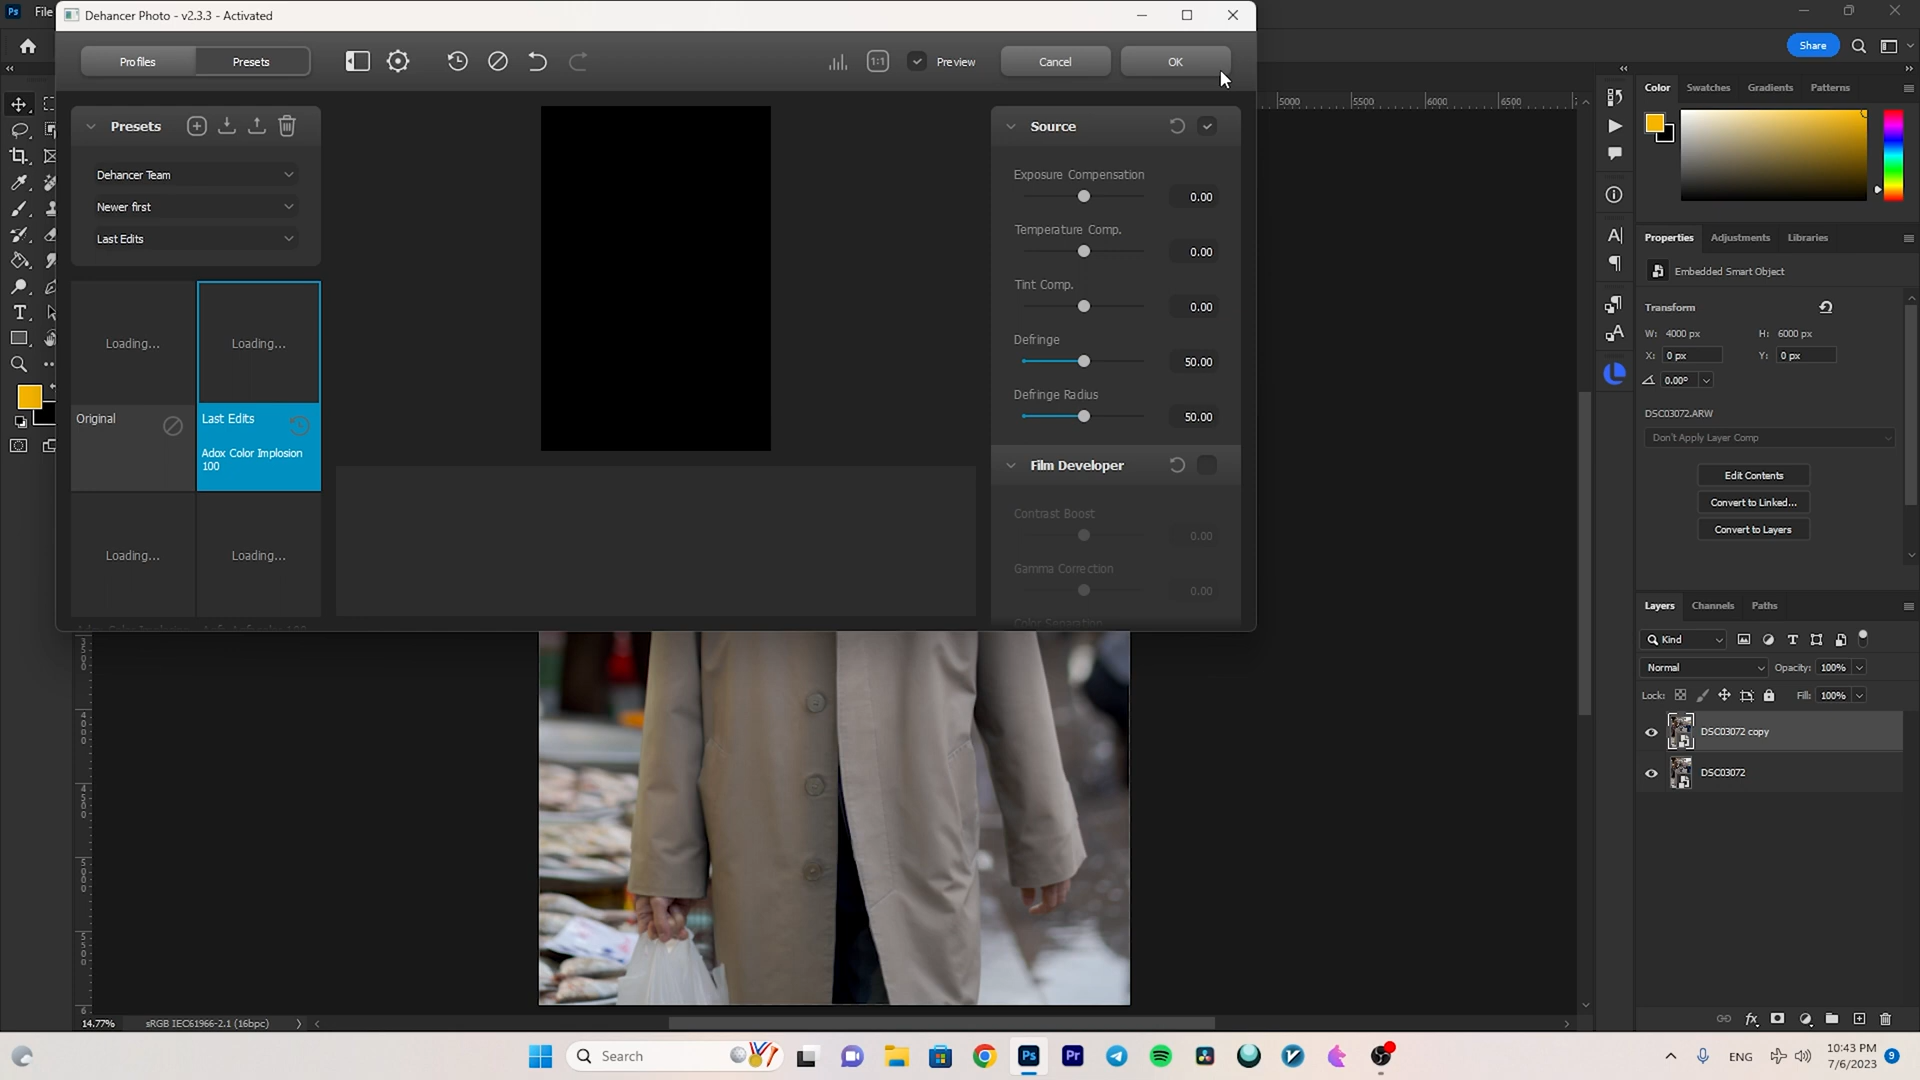 Ps File
Dehancer Photo - v2.3.3 - Activated
Share
Profiles Presets
1:1 Preview Cancel OK
Presets
Dehancer Team
Newer first
Last Edits
Loading... Loading...
Original
Last Edits
Adox Color Implosion
100
Loading... Loading...
Source
Exposure Compensation
0.00
Temperature Comp.
0.00
Tint Comp.
0.00
Defringe
50.00
Defringe Radius
50.00
Film Developer
Contrast Boost
0.00
Gamma Correction
0.00
5000 5500 6000 6500
Color Swatches Gradients Patterns
Properties Adjustments Libraries
Embedded Smart Object
Transform
W: 4000 px H: 6000 px
X: 0 px Y: 0 px
0.00°
DSC03072.ARW
Don't Apply Layer Comp
Edit Contents
Convert to Linked...
Convert to Layers
Layers Channels Paths
Kind
Normal Opacity: 100%
Lock: Fill: 100%
DSC03072 copy
DSC03072
14.77% sRGB IEC61966-2.1 (16bpc)
Search
Ps Pr
ENG
10:43 PM
7/6/2023
9